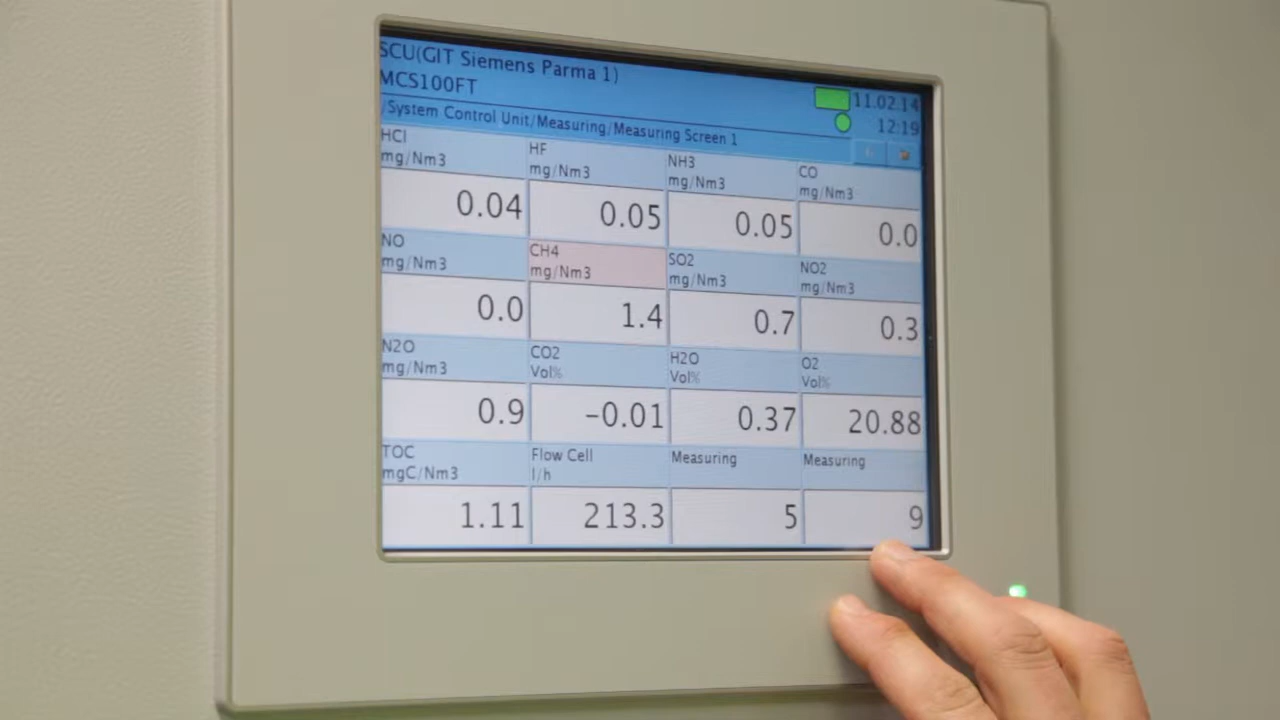 SCU(GIT Siemens Parma 1)
MCS100FT
11.02.14
12:19
/System Control Unit/Measuring/Measuring Screen 1
HCl
mg/Nm3
HF
mg/Nm3
NH3
mg/Nm3
CO
mg/Nm3
0.04
0.05
0.05
0.0
NO
mg/Nm3
CH4
mg/Nm3
SO2
mg/Nm3
NO2
mg/Nm3
0.0
1.4
0.7
0.3
N2O
mg/Nm3
CO2
Vol%
H2O
Vol%
O2
Vol%
0.9
-0.01
0.37
20.88
TOC
mgC/Nm3
Flow Cell
l/h
Measuring
Measuring
1.11
213.3
5
9